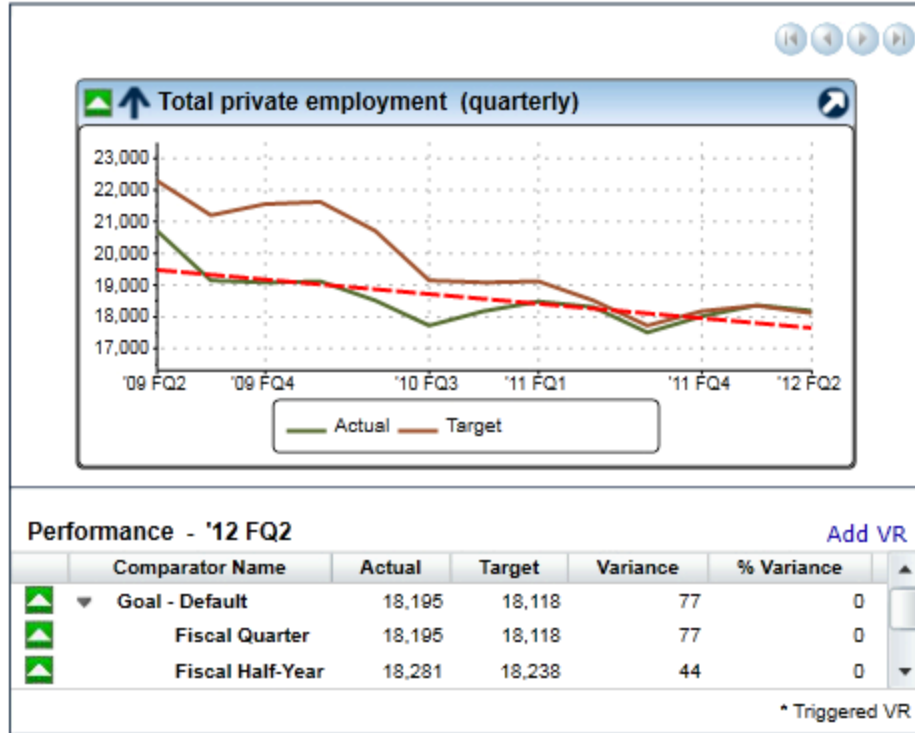 Total private employment (quarterly)
23,000
22,000
21,000
20,000
19,000
18,000
17,000
'09 FQ2 '09 FQ4 '10 FQ3 '11 FQ1 '11 FQ4 '12 FQ2
Actual Target
Performance - '12 FQ2 Add VR
Comparator Name Actual Target Variance % Variance
Goal - Default 18,195 18,118 77 0
Fiscal Quarter 18,195 18,118 77 0
Fiscal Half-Year 18,281 18,238 44 0
* Triggered VR